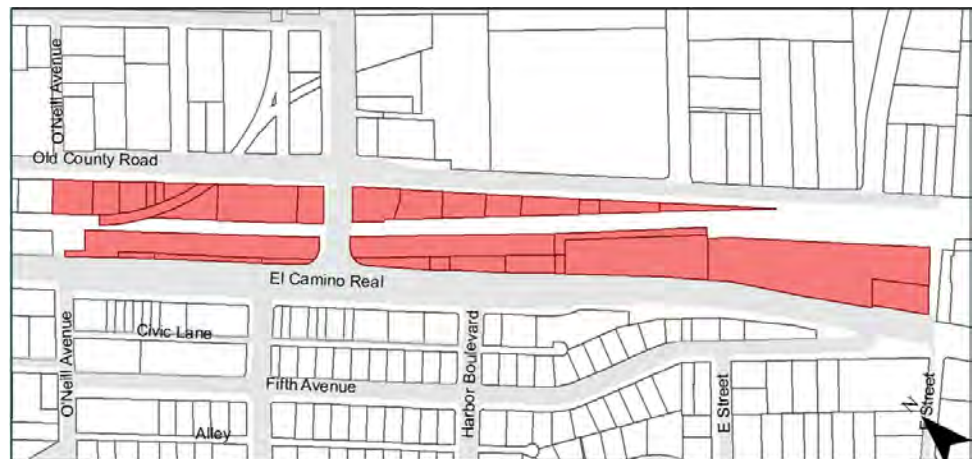 O'Neill Avenue
Old County Road
El Camino Real
Civic Lane
O'Neill Avenue
Harbor Boulevard
Fifth Avenue
E Street
F Street
N
Alley